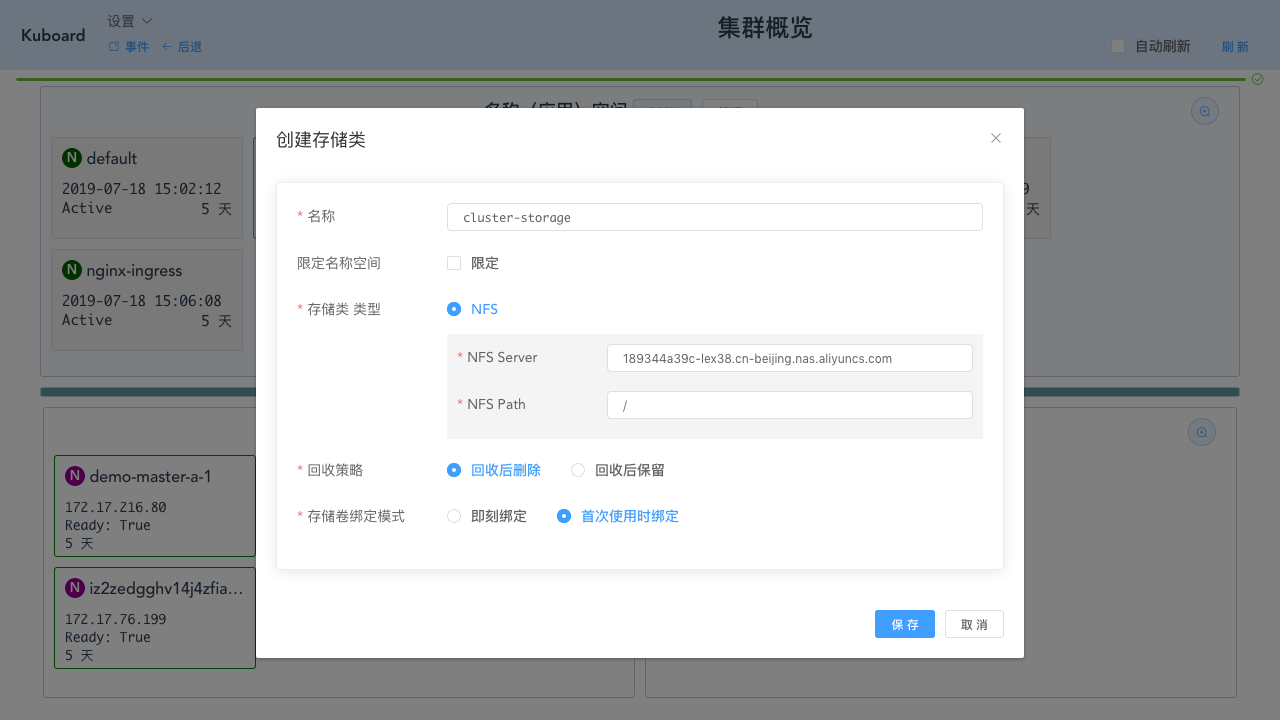 Kuboard
设置
事件
后退
集群概览
自动刷新
刷 新
名称（应用）空间
N default
2019-07-18 15:02:12
Active 5 天
9
天
N nginx-ingress
2019-07-18 15:06:08
Active 5 天
N demo-master-a-1
172.17.216.80
Ready: True
5 天
N iz2zedgghv14j4zfia...
172.17.76.199
Ready: True
5 天
创建存储类
* 名称 cluster-storage
限定名称空间 限定
* 存储类 类型 NFS
* NFS Server 189344a39c-lex38.cn-beijing.nas.aliyuncs.com
* NFS Path /
* 回收策略 回收后删除 回收后保留
* 存储卷绑定模式 即刻绑定 首次使用时绑定
保 存 取 消